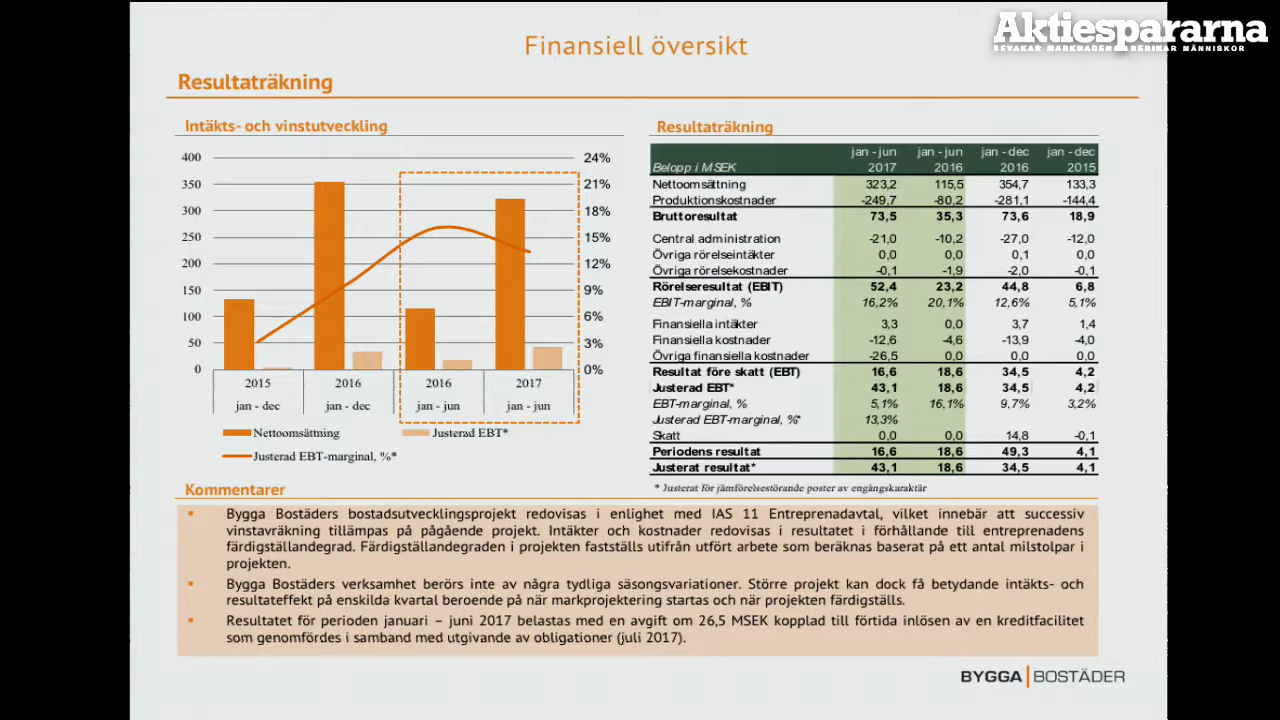 Aktiespararna
BEVAKAR MARKNADEN BERIKAR MÄNNISKOR
Finansiell översikt
Resultaträkning
Intäkts- och vinstutveckling
400
350
300
250
200
150
100
50
0
24%
21%
18%
15%
12%
9%
6%
3%
0%
2015 2016 2016 2017
jan - dec jan - dec jan - jun jan - jun
Nettoomsättning Justerad EBT*
Justerad EBT-marginal, %*
Resultaträkning
jan - jun jan - jun jan - dec jan - dec
Belopp i MSEK 2017 2016 2016 2015
Nettoomsättning 323,2 115,5 354,7 133,3
Produktionskostnader -249,7 -80,2 -281,1 -144,4
Bruttoresultat 73,5 35,3 73,6 18,9
Central administration -21,0 -10,2 -27,0 -12,0
Övriga rörelseintäkter 0,0 0,0 0,1 0,0
Övriga rörelsekostnader -0,1 -1,9 -2,0 -0,1
Rörelseresultat (EBIT) 52,4 23,2 44,8 6,8
EBIT-marginal, % 16,2% 20,1% 12,6% 5,1%
Finansiella intäkter 3,3 0,0 3,7 1,4
Finansiella kostnader -12,6 -4,6 -13,9 -4,0
Övriga finansiella kostnader -26,5 0,0 0,0 0,0
Resultat före skatt (EBT) 16,6 18,6 34,5 4,2
Justerad EBT* 43,1 18,6 34,5 4,2
EBT-marginal, % 5,1% 16,1% 9,7% 3,2%
Justerad EBT-marginal, %* 13,3%
Skatt 0,0 0,0 14,8 -0,1
Periodens resultat 16,6 18,6 49,3 4,1
Justerat resultat* 43,1 18,6 34,5 4,1
* Justerat för jämförelsestörande poster av engångskaraktär
Kommentarer
▪ Bygga Bostäders bostadsutvecklingsprojekt redovisas i enlighet med IAS 11 Entreprenadavtal, vilket innebär att successiv
vinstavräkning tillämpas på pågående projekt. Intäkter och kostnader redovisas i resultatet i förhållande till entreprenadens
färdigställandegrad. Färdigställandegraden i projekten fastställs utifrån utfört arbete som beräknas baserat på ett antal milstolpar i
projekten.
▪ Bygga Bostäders verksamhet berörs inte av några tydliga säsongsvariationer. Större projekt kan dock få betydande intäkts- och
resultateffekt på enskilda kvartal beroende på när markprojektering startas och när projekten färdigställs.
▪ Resultatet för perioden januari – juni 2017 belastas med en avgift om 26,5 MSEK kopplad till förtida inlösen av en kreditfacilitet
som genomfördes i samband med utgivande av obligationer (juli 2017).
BYGGA|BOSTÄDER